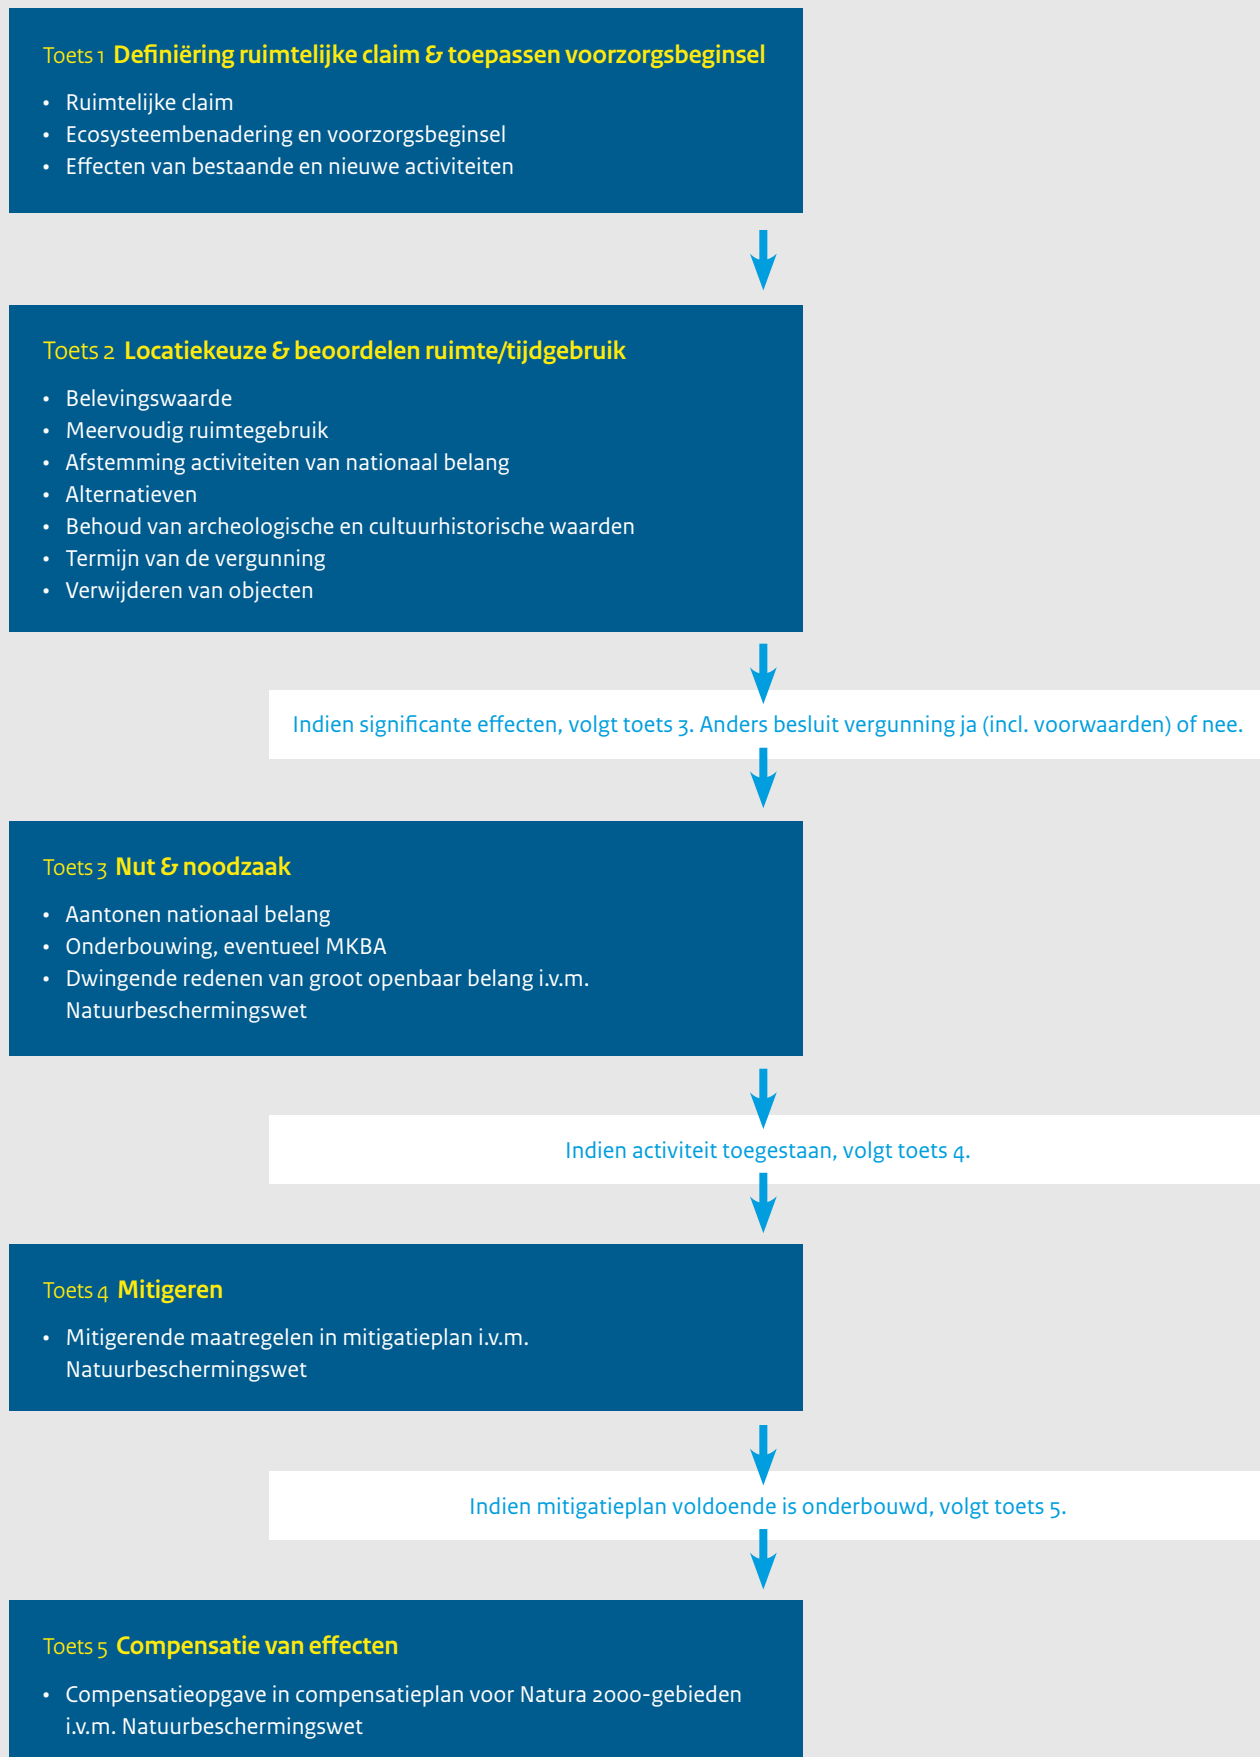 Toets 1 Definiëring ruimtelijke claim & toepassen voorzorgsbeginsel
• Ruimtelijke claim
• Ecosysteembenadering en voorzorgsbeginsel
• Effecten van bestaande en nieuwe activiteiten
Toets 2 Locatiekeuze & beoordelen ruimte/tijdgebruik
• Belevingswaarde
• Meervoudig ruimtegebruik
• Afstemming activiteiten van nationaal belang
• Alternatieven
• Behoud van archeologische en cultuurhistorische waarden
• Termijn van de vergunning
• Verwijderen van objecten
Indien significante effecten, volgt toets 3. Anders besluit vergunning ja (incl. voorwaarden) of nee.
Toets 3 Nut & noodzaak
• Aantonen nationaal belang
• Onderbouwing, eventueel MKBA
• Dwingende redenen van groot openbaar belang i.v.m.
Natuurbeschermingswet
Indien activiteit toegestaan, volgt toets 4.
Toets 4 Mitigeren
• Mitigerende maatregelen in mitigatieplan i.v.m.
Natuurbeschermingswet
Indien mitigatieplan voldoende is onderbouwd, volgt toets 5.
Toets 5 Compensatie van effecten
• Compensatieopgave in compensatieplan voor Natura 2000-gebieden
i.v.m. Natuurbeschermingswet